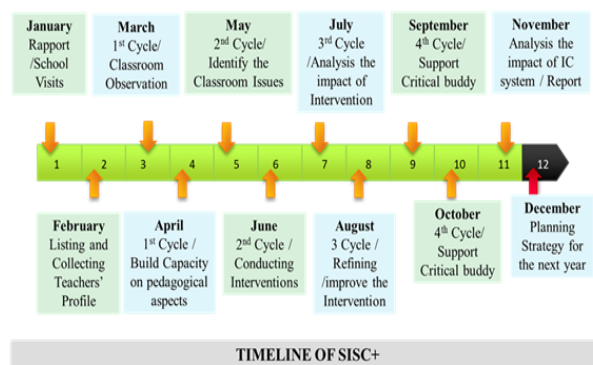 January
Rapport
/School
Visits
March
1st Cycle/
Classroom
Observation
May
2nd Cycle/
Identify the
Classroom Issues
July
3rd Cycle
/Analysis the
impact of
Intervention
September
4th Cycle/
Support
Critical buddy
November
Analysis the
impact of IC
system / Report
1 2 3 4 5 6 7 8 9 10 11 12
February
Listing and
Collecting
Teachers'
Profile
April
1st Cycle /
Build Capacity
on pedagogical
aspects
June
2nd Cycle /
Conducting
Interventions
August
3 Cycle /
Refining
/improve the
Intervention
October
4th Cycle/
Support
Critical buddy
December
Planning
Strategy for
the next year
TIMELINE OF SISC+